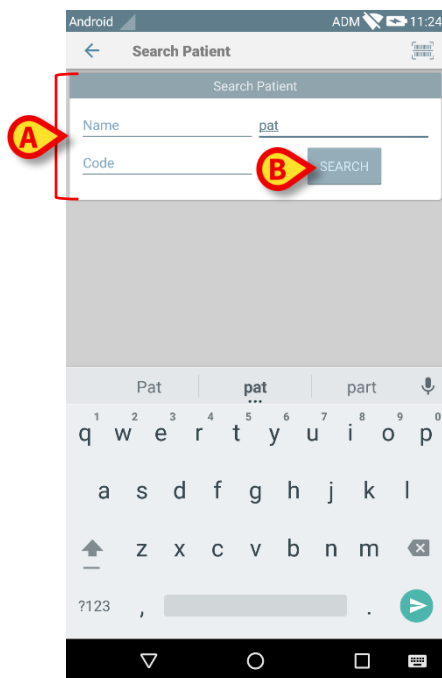 Android ADM 11:24
Search Patient
Search Patient
Name pat
A
Code SEARCH
B
Pat pat part
1 2 3 4 5 6 7 8 9 0
q w e r t y u i o p
a s d f g h j k l
z x c v b n m
?123 , .